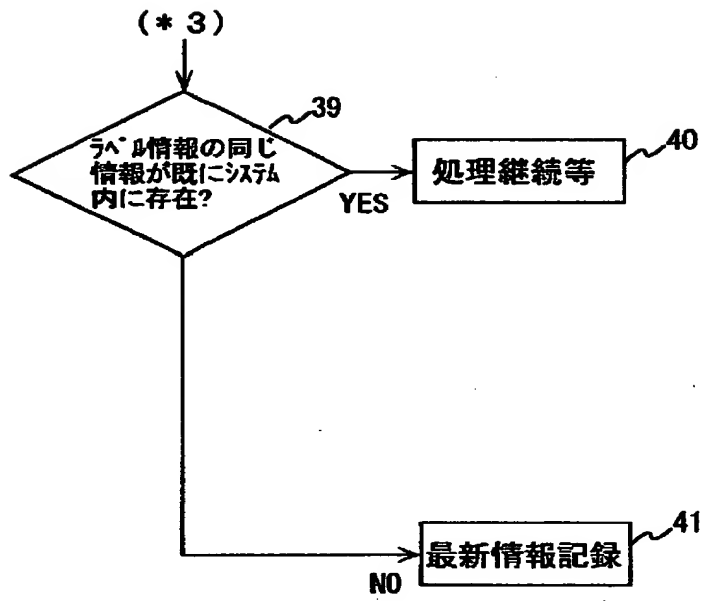 (＊3)
39
ﾗﾍﾞﾙ情報の同じ
情報が既にｼｽﾃﾑ
内に存在?
YES
処理継続等
40
41
最新情報記録
NO